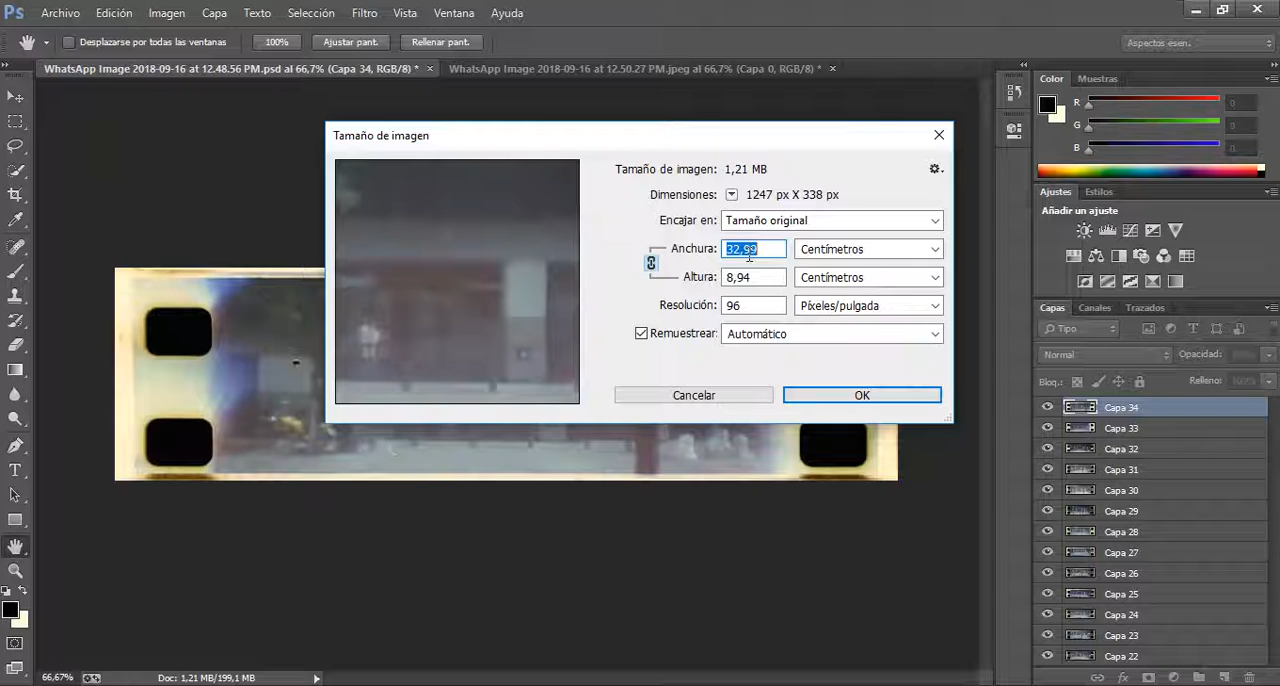 Ps Archivo Edición Imagen Capa Texto Selección Filtro Vista Ventana Ayuda
Desplazarse por todas las ventanas 100% Ajustar pant. Rellenar pant. Aspectos esen.
WhatsApp Image 2018-09-16 at 12.48.56 PM.psd al 66,7% (Capa 34, RGB/8) * × WhatsApp Image 2018-09-16 at 12.50.27 PM.jpeg al 66,7% (Capa 0, RGB/8) * ×
Color Muestras
R 0
G 0
B 0
Tamaño de imagen
Tamaño de imagen: 1,21 MB
Dimensiones: 1247 px X 338 px
Encajar en: Tamaño original
Anchura: 32,99 Centímetros
Altura: 8,94 Centímetros
Resolución: 96 Píxeles/pulgada
Remuestrear: Automático
Cancelar OK
Ajustes Estilos
Añadir un ajuste
Capas Canales Trazados
Tipo
Normal Opacidad:
Bloq.: Relleno: 100%
Capa 34
Capa 33
Capa 32
Capa 31
Capa 30
Capa 29
Capa 28
Capa 27
Capa 26
Capa 25
Capa 24
Capa 23
Capa 22
66,67% Doc: 1,21 MB/199,1 MB